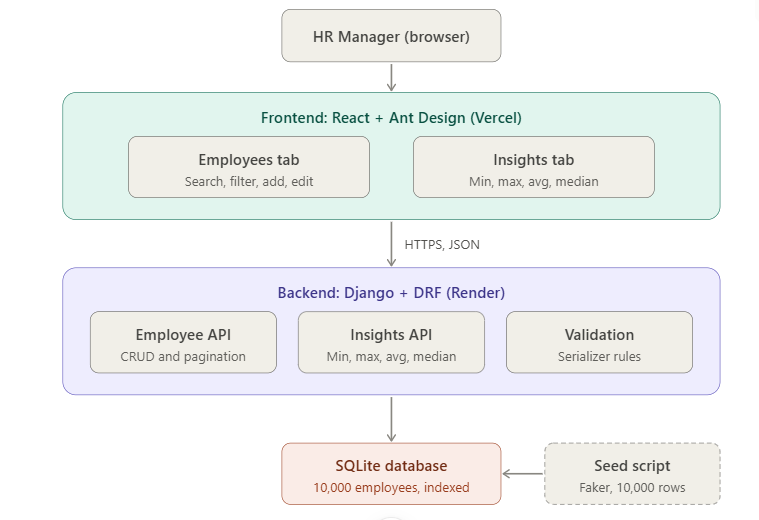 HR Manager (browser)
Frontend: React + Ant Design (Vercel)
Employees tab
Search, filter, add, edit
Insights tab
Min, max, avg, median
HTTPS, JSON
Backend: Django + DRF (Render)
Employee API
CRUD and pagination
Insights API
Min, max, avg, median
Validation
Serializer rules
SQLite database
10,000 employees, indexed
Seed script
Faker, 10,000 rows